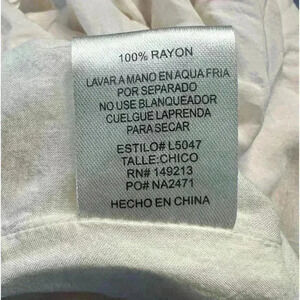 100% RAYON
LAVAR A MANO EN AQUA FRIA
POR SEPARADO
NO USE BLANQUEADOR
CUELGUE LAPRENDA
PARA SECAR
ESTILO# L5047
TALLE:CHICO
RN# 149213
PO# NA2471
HECHO EN CHINA